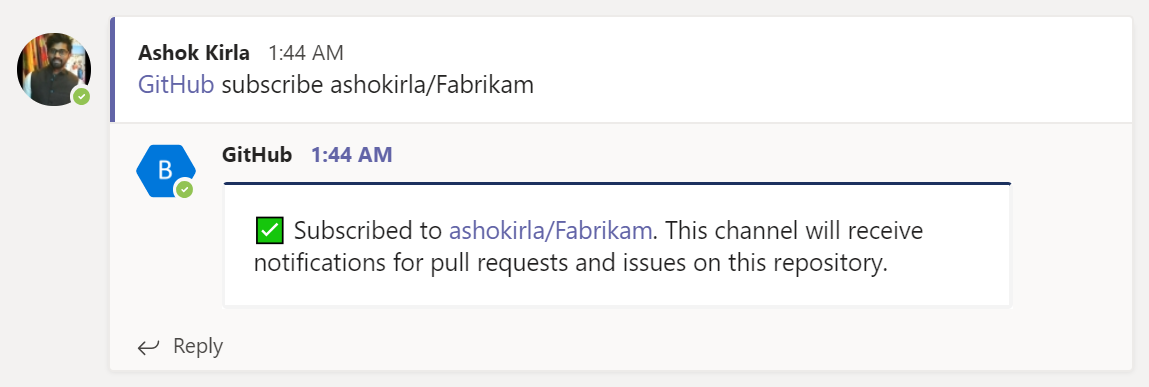 Ashok Kirla 1:44 AM
GitHub subscribe ashokirla/Fabrikam
B
GitHub 1:44 AM
✅ Subscribed to ashokirla/Fabrikam. This channel will receive
notifications for pull requests and issues on this repository.
Reply